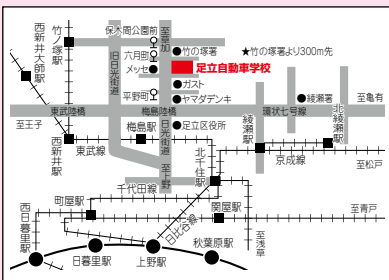 保木間公園前
至草加
竹ノ塚駅
西新井大師駅
六月町
竹の塚署
★竹の塚署より300m先
メッセ
足立自動車学校
旧日光街道
ガスト
平野町
ヤマダデンキ
綾瀬署
北綾瀬駅
東武陸橋
梅島陸橋
環状七号線
至亀有
至王子
西新井駅
梅島駅
日光街道
足立区役所
綾瀬駅
東武線
北千住駅
京成線
至上野
至松戸
千代田線
町屋駅
関屋駅
至青戸
西日暮里駅
日比谷線
至浅草
日暮里駅
上野駅
秋葉原駅